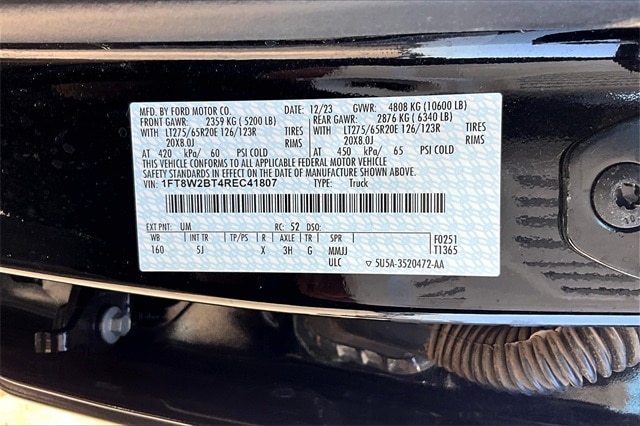 MFD. BY FORD MOTOR CO. 12/23 GVWR: 4808 KG (10600 LB)
FRONT GAWR: 2359 KG ( 5200 LB) REAR GAWR: 2876 KG ( 6340 LB)
WITH LT275/65R20E 126/123R TIRES WITH LT275/65R20E 126/123R TIRES
20X8.0J RIMS 20X8.0J RIMS
AT 420 kPa/ 60 PSI COLD AT 450 kPa/ 65 PSI COLD
THIS VEHICLE CONFORMS TO ALL APPLICABLE FEDERAL MOTOR VEHICLE
SAFETY STANDARDS IN EFFECT ON THE DATE OF MANUFACTURE SHOWN ABOVE.
VIN: 1FT8W2BT4REC41807 TYPE: Truck
EXT PNT: UM RC: 52 DSO:
WB INT TR TP/PS R AXLE TR SPR F0251
160 5J X 3H G MMJJ T1365
ULC ▽ 5U5A-3520472-AA